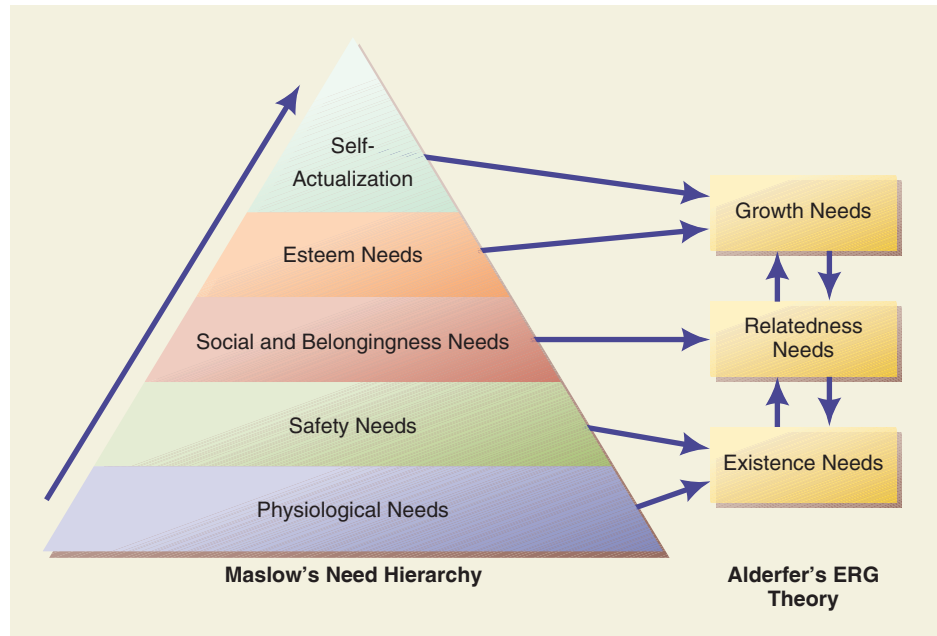 Self-
Actualization
Esteem Needs
Social and Belongingness Needs
Safety Needs
Physiological Needs
Maslow's Need Hierarchy
Growth Needs
Relatedness
Needs
Existence Needs
Alderfer's ERG
Theory